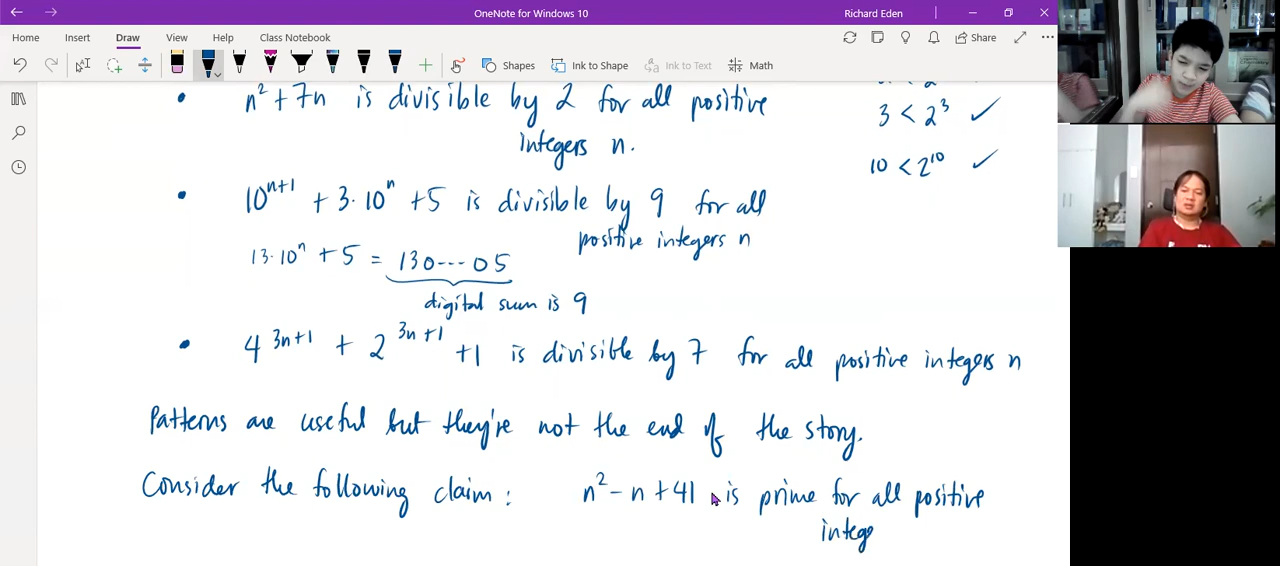 OneNote for Windows 10
Richard Eden
Home Insert Draw View Help Class Notebook
Share
Shapes Ink to Shape Ink to Text Math
• n² + 7n is divisible by 2 for all positive
integers n.
3 < 2³ ✓
10 < 2¹⁰ ✓
• 10ⁿ⁺¹ + 3·10ⁿ + 5 is divisible by 9 for all
positive integers n
13·10ⁿ + 5 = 130---05
digital sum is 9
• 4³ⁿ⁺¹ + 2³ⁿ⁺¹ + 1 is divisible by 7 for all positive integers n
Patterns are useful but they're not the end of the story.
Consider the following claim: n² - n + 41 is prime for all positive
intege